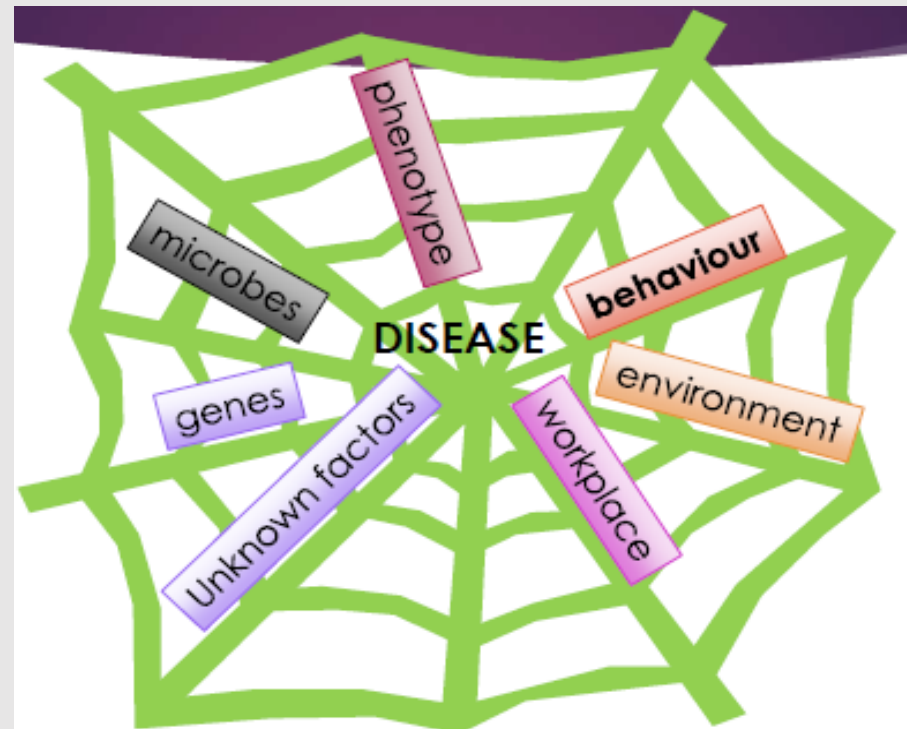 phenotype
microbes
behaviour
DISEASE
environment
genes
Unknown factors
workplace